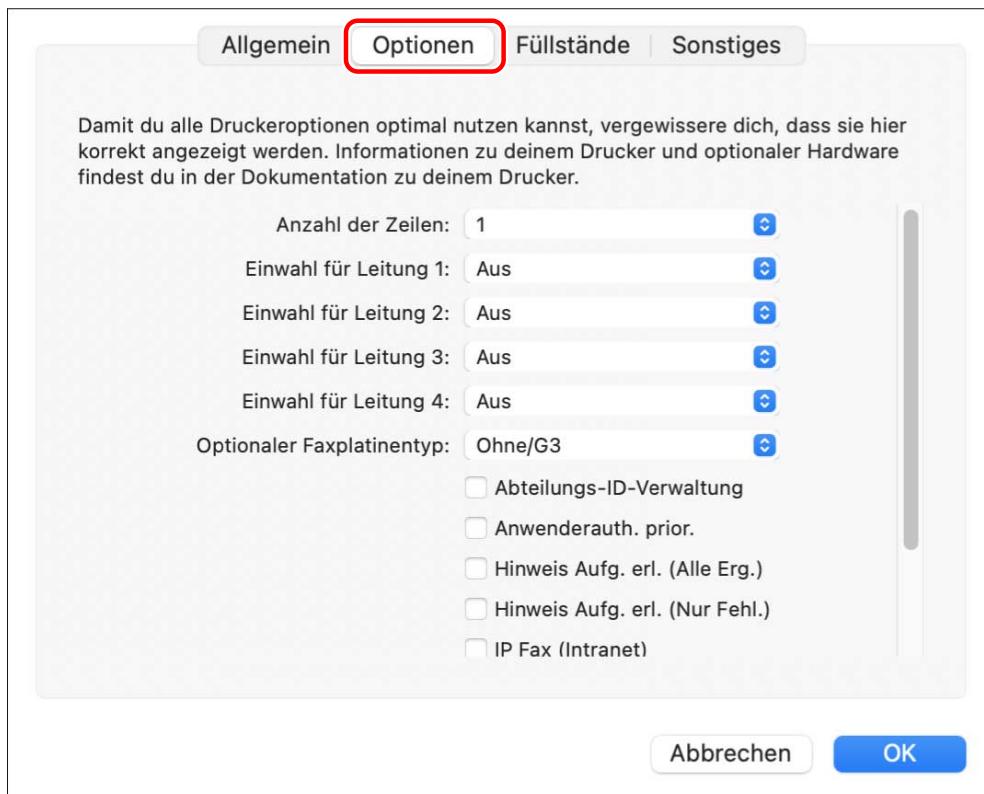 Allgemein Optionen Füllstände Sonstiges
Damit du alle Druckeroptionen optimal nutzen kannst, vergewissere dich, dass sie hier
korrekt angezeigt werden. Informationen zu deinem Drucker und optionaler Hardware
findest du in der Dokumentation zu deinem Drucker.
Anzahl der Zeilen: 1
Einwahl für Leitung 1: Aus
Einwahl für Leitung 2: Aus
Einwahl für Leitung 3: Aus
Einwahl für Leitung 4: Aus
Optionaler Faxplatinentyp: Ohne/G3
Abteilungs-ID-Verwaltung
Anwenderauth. prior.
Hinweis Aufg. erl. (Alle Erg.)
Hinweis Aufg. erl. (Nur Fehl.)
IP Fax (Intranet)
Abbrechen OK